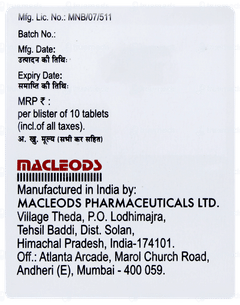 Mfg. Lic. No.: MNB/07/511
Batch No.:
Mfg. Date:
उत्पादन की तिथि:
Expiry Date:
समाप्ति की तिथि:
MRP ₹ :
per blister of 10 tablets
(incl.of all taxes).
अ. खु. मूल्य (सभी कर सहित)
MACLEODS
Manufactured in India by:
MACLEODS PHARMACEUTICALS LTD.
Village Theda, P.O. Lodhimajra,
Tehsil Baddi, Dist. Solan,
Himachal Pradesh, India-174101.
Off.: Atlanta Arcade, Marol Church Road,
Andheri (E), Mumbai - 400 059.